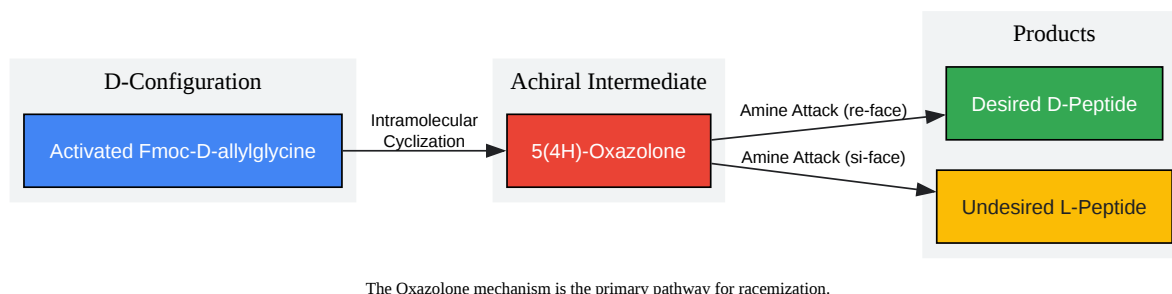 D-Configuration
Activated Fmoc-D-allylglycine
Intramolecular
Cyclization
Achiral Intermediate
5(4H)-Oxazolone
Amine Attack (re-face)
Amine Attack (si-face)
Products
Desired D-Peptide
Undesired L-Peptide
The Oxazolone mechanism is the primary pathway for racemization.